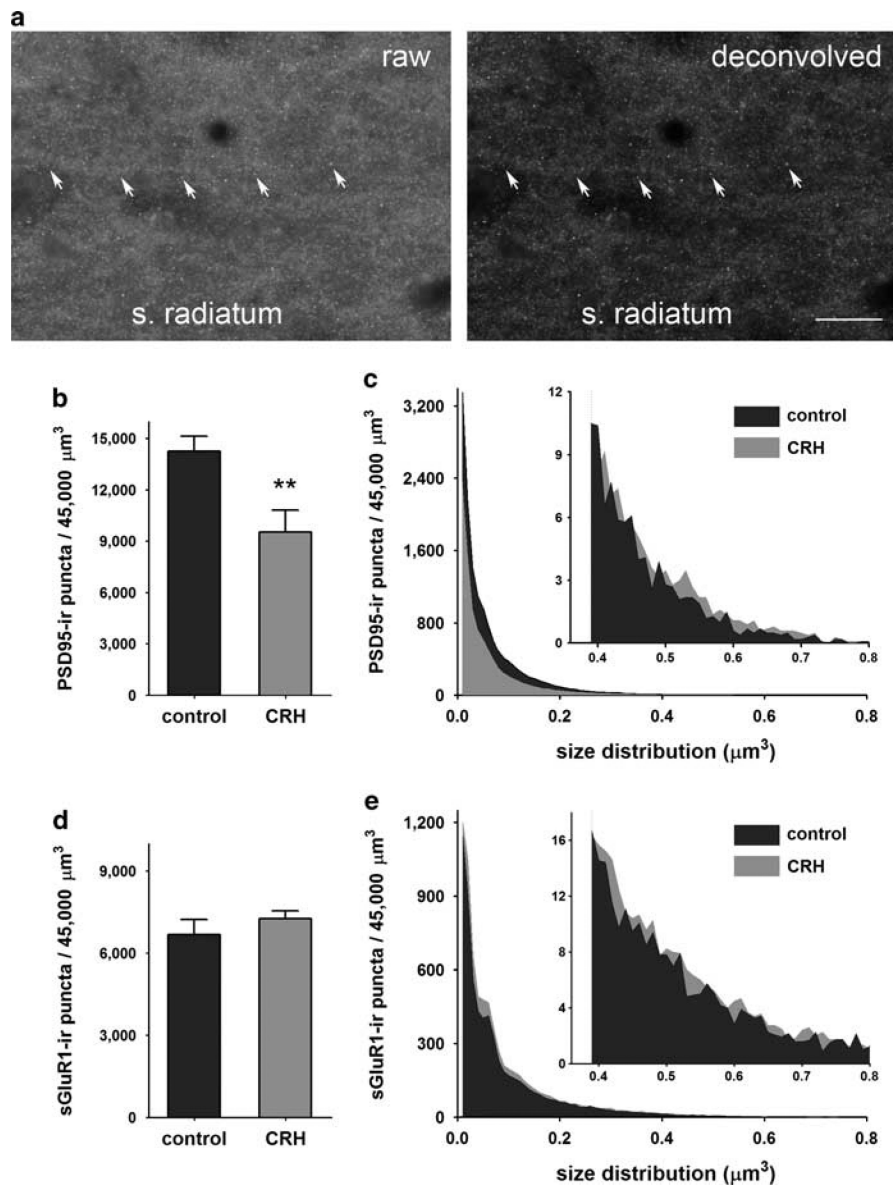 a
raw
deconvolved
s. radiatum
s. radiatum
b
PSD95-ir puncta / 45,000 μm³
15,000
12,000
9,000
6,000
3,000
0
**
control
CRH
c
PSD95-ir puncta / 45,000 μm³
3,200
2,400
1,600
800
0
0.0
0.2
0.4
0.6
0.8
size distribution (μm³)
12
9
6
3
0
0.4
0.5
0.6
0.7
0.8
control
CRH
d
sGluR1-ir puncta / 45,000 μm³
9,000
6,000
3,000
0
control
CRH
e
sGluR1-ir puncta / 45,000 μm³
1,200
900
600
300
0
0.0
0.2
0.4
0.6
0.8
size distribution (μm³)
16
12
8
4
0
0.4
0.5
0.6
0.7
0.8
control
CRH